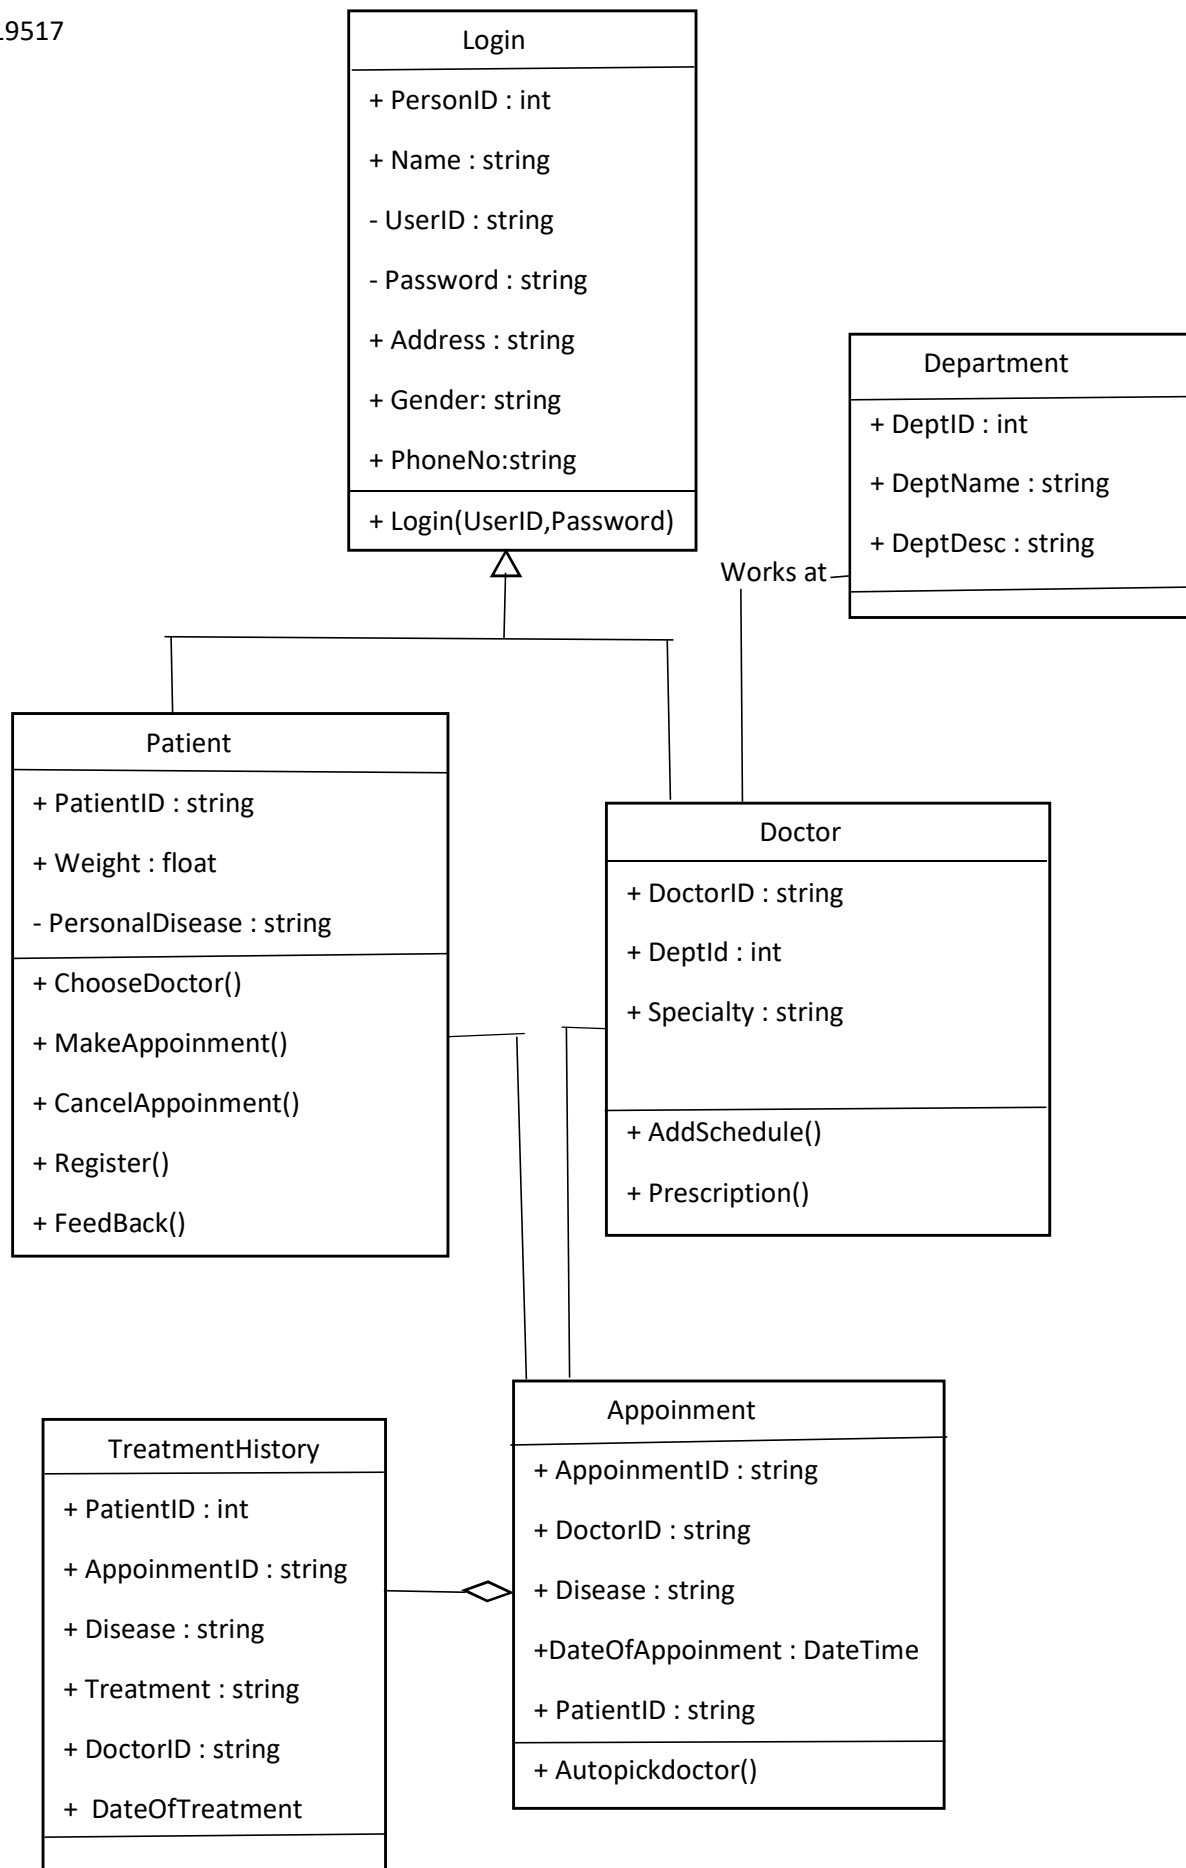 19517
Login
+ PersonID : int
+ Name : string
- UserID : string
- Password : string
+ Address : string
+ Gender: string
+ PhoneNo:string
+ Login(UserID,Password)
Department
+ DeptID : int
+ DeptName : string
+ DeptDesc : string
Works at
Patient
+ PatientID : string
+ Weight : float
- PersonalDisease : string
+ ChooseDoctor()
+ MakeAppoinment()
+ CancelAppoinment()
+ Register()
+ FeedBack()
Doctor
+ DoctorID : string
+ DeptId : int
+ Specialty : string
+ AddSchedule()
+ Prescription()
TreatmentHistory
+ PatientID : int
+ AppoinmentID : string
+ Disease : string
+ Treatment : string
+ DoctorID : string
+ DateOfTreatment
Appoinment
+ AppoinmentID : string
+ DoctorID : string
+ Disease : string
+DateOfAppoinment : DateTime
+ PatientID : string
+ Autopickdoctor()